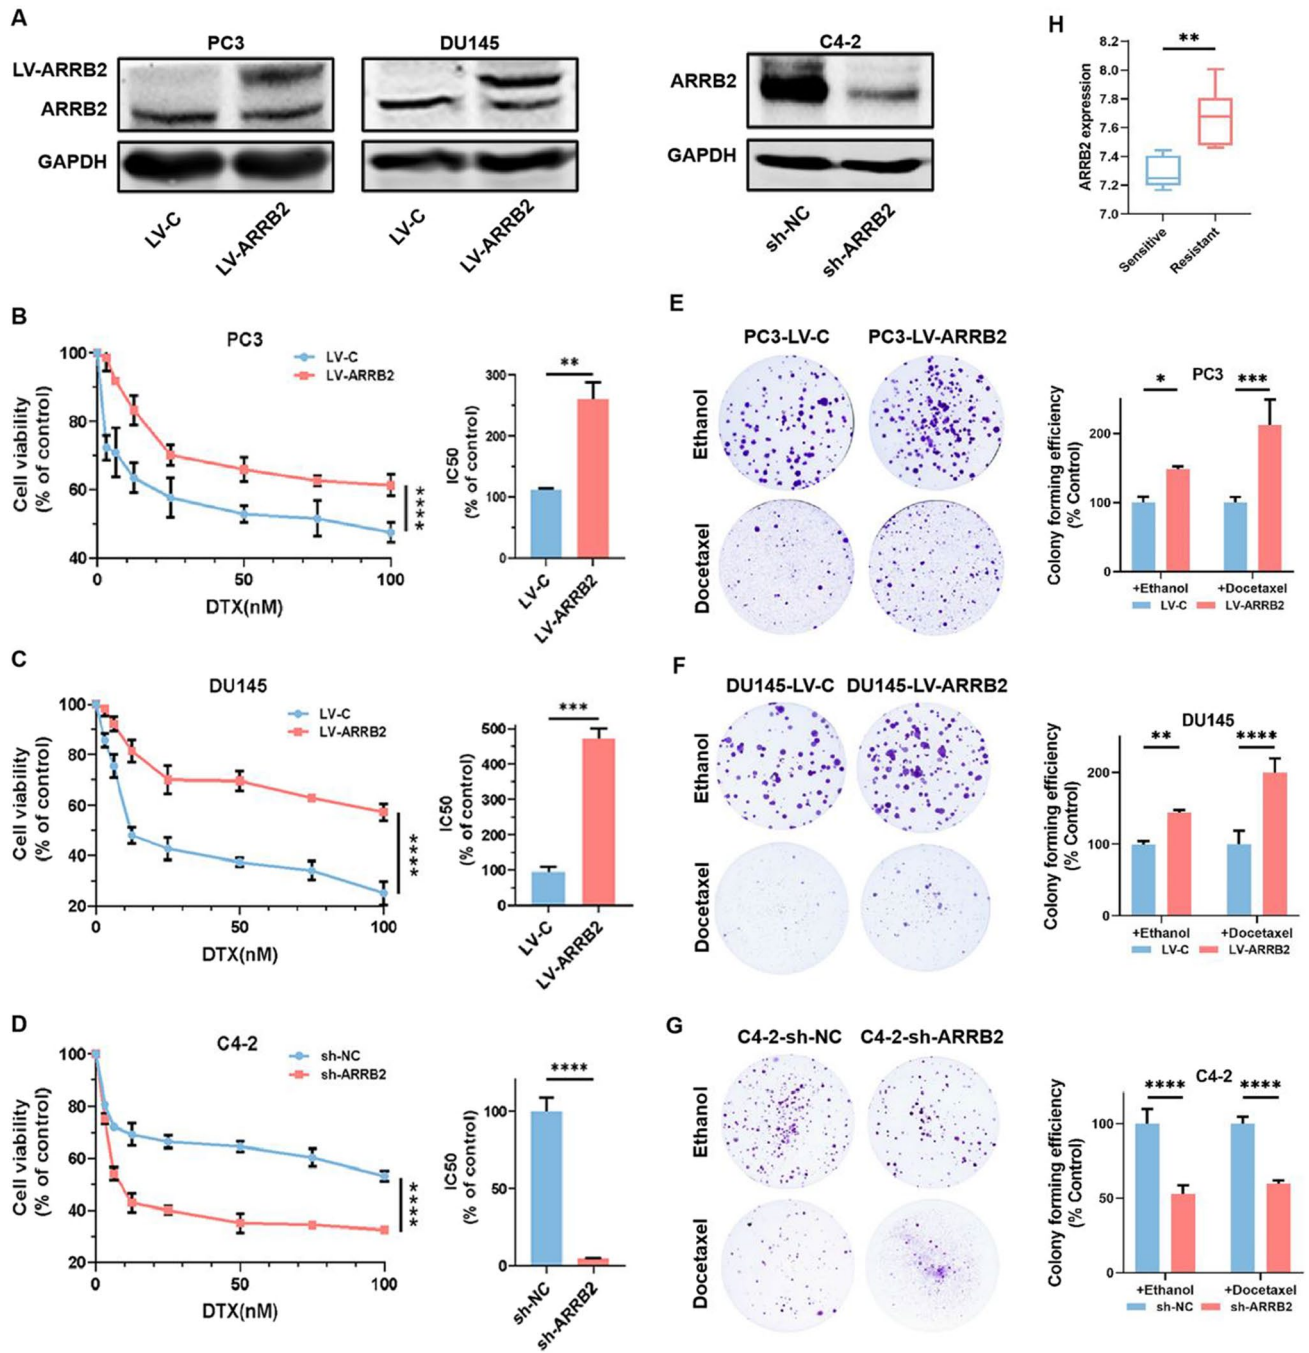 A
PC3
DU145
C4-2
LV-ARRB2
ARRB2
GAPDH
LV-C
LV-ARRB2
LV-C
LV-ARRB2
ARRB2
GAPDH
sh-NC
sh-ARRB2
H
ARRB2 expression
8.2
8.0
7.8
7.6
7.4
7.2
7.0
**
Sensitive
Resistant
B
PC3
Cell viability
(% of control)
100
80
60
40
0
50
100
DTX(nM)
LV-C
LV-ARRB2
****
IC50
(% of control)
300
200
100
0
**
LV-C
LV-ARRB2
E
PC3-LV-C
PC3-LV-ARRB2
Ethanol
Docetaxel
PC3
Colony forming efficiency
(% Control)
200
100
0
*
***
+Ethanol
+Docetaxel
LV-C
LV-ARRB2
C
DU145
Cell viability
(% of control)
100
80
60
40
20
0
50
100
DTX(nM)
LV-C
LV-ARRB2
****
IC50
(% of control)
500
400
300
200
100
0
***
LV-C
LV-ARRB2
F
DU145-LV-C
DU145-LV-ARRB2
Ethanol
Docetaxel
DU145
Colony forming efficiency
(% Control)
200
100
0
**
****
+Ethanol
+Docetaxel
LV-C
LV-ARRB2
D
C4-2
Cell viability
(% of control)
100
80
60
40
20
0
50
100
DTX(nM)
sh-NC
sh-ARRB2
****
IC50
(% of control)
100
50
0
****
sh-NC
sh-ARRB2
G
C4-2-sh-NC
C4-2-sh-ARRB2
Ethanol
Docetaxel
C4-2
Colony forming efficiency
(% Control)
100
50
0
****
****
+Ethanol
+Docetaxel
sh-NC
sh-ARRB2